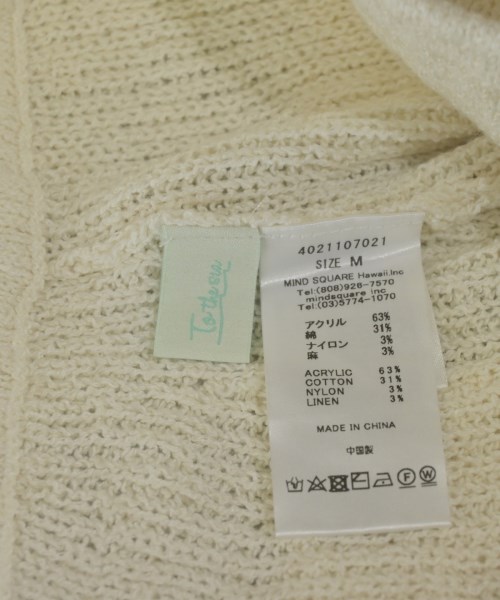 To the sea
4021107021
SIZE M
MIND SQUARE Hawaii.Inc
Tel:(808)926-7570
mindsquare inc
Tel:(03)5774-1070
アクリル 63%
綿 31%
ナイロン 3%
麻 3%
ACRYLIC 63%
COTTON 31%
NYLON 3%
LINEN 3%
MADE IN CHINA
中国製
F W